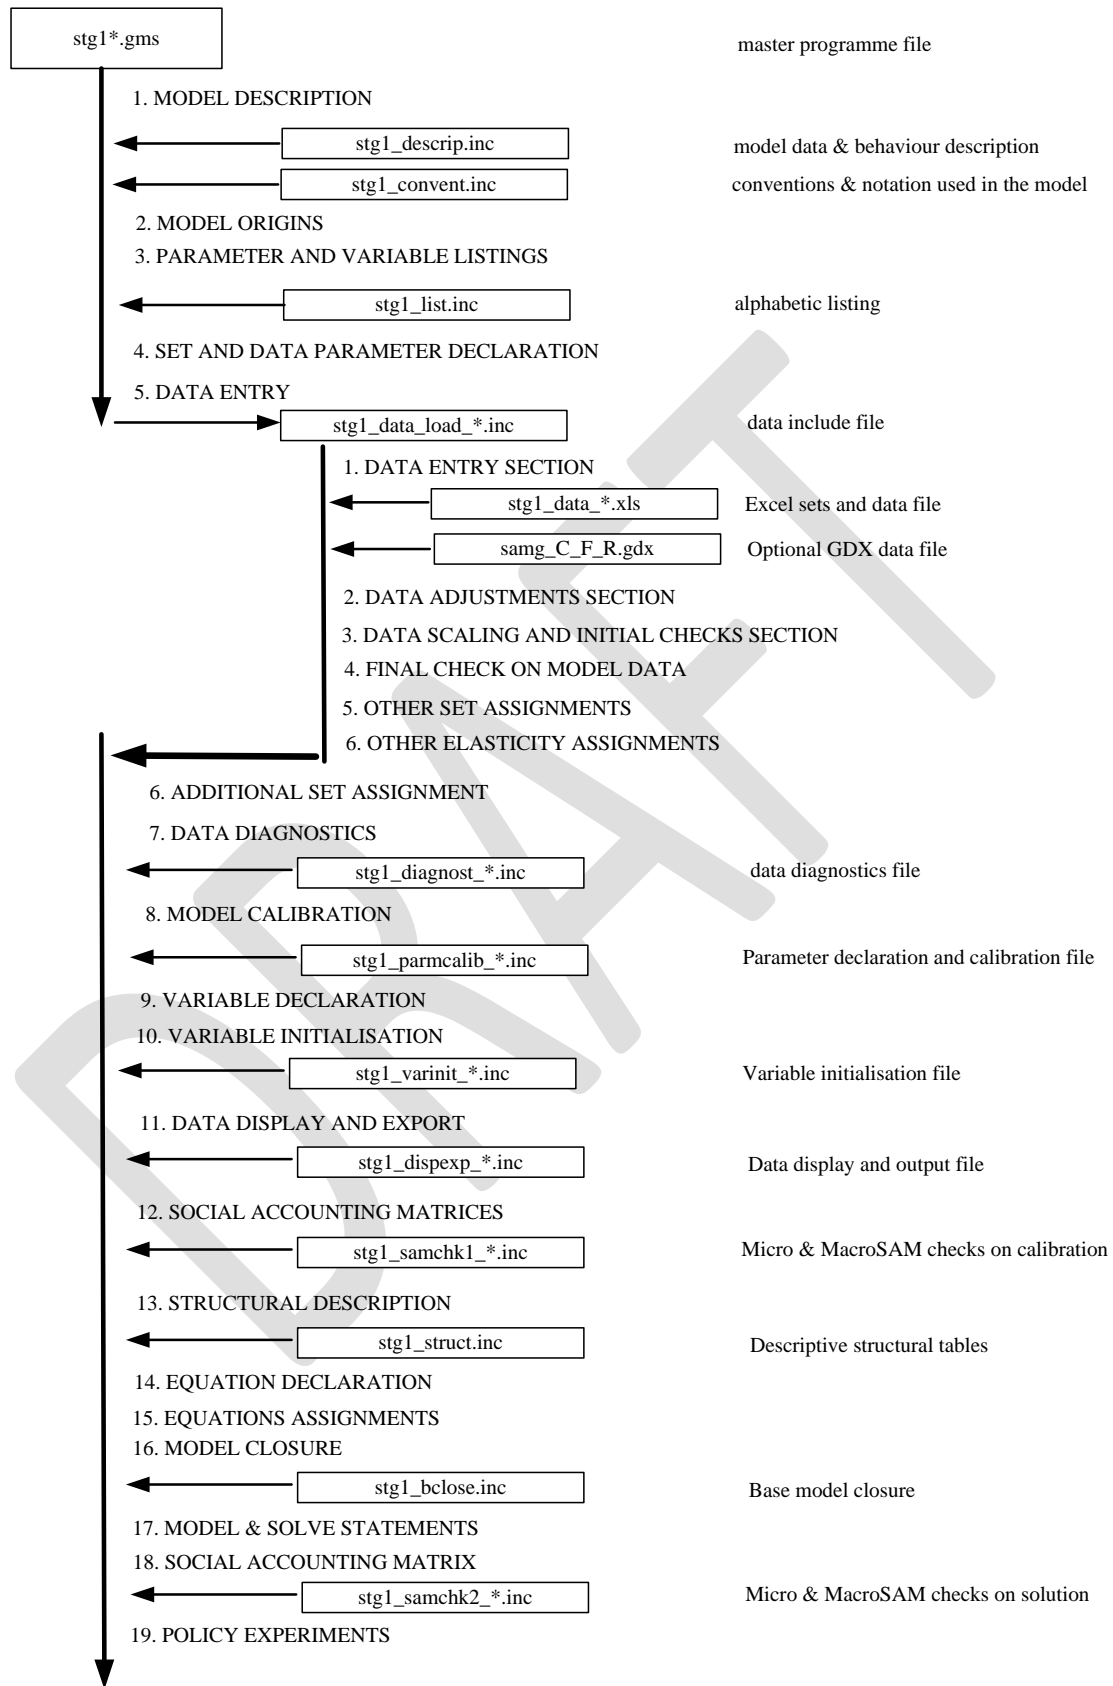 stg1*.gms
master programme file
1. MODEL DESCRIPTION
stg1_descrip.inc
model data & behaviour description
stg1_convent.inc
conventions & notation used in the model
2. MODEL ORIGINS
3. PARAMETER AND VARIABLE LISTINGS
stg1_list.inc
alphabetic listing
4. SET AND DATA PARAMETER DECLARATION
5. DATA ENTRY
stg1_data_load_*.inc
data include file
1. DATA ENTRY SECTION
stg1_data_*.xls
Excel sets and data file
samg_C_F_R.gdx
Optional GDX data file
2. DATA ADJUSTMENTS SECTION
3. DATA SCALING AND INITIAL CHECKS SECTION
4. FINAL CHECK ON MODEL DATA
5. OTHER SET ASSIGNMENTS
6. OTHER ELASTICITY ASSIGNMENTS
6. ADDITIONAL SET ASSIGNMENT
7. DATA DIAGNOSTICS
stg1_diagnost_*.inc
data diagnostics file
8. MODEL CALIBRATION
stg1_parmcalib_*.inc
Parameter declaration and calibration file
9. VARIABLE DECLARATION
10. VARIABLE INITIALISATION
stg1_varinit_*.inc
Variable initialisation file
11. DATA DISPLAY AND EXPORT
stg1_dispexp_*.inc
Data display and output file
12. SOCIAL ACCOUNTING MATRICES
stg1_samchk1_*.inc
Micro & MacroSAM checks on calibration
13. STRUCTURAL DESCRIPTION
stg1_struct.inc
Descriptive structural tables
14. EQUATION DECLARATION
15. EQUATIONS ASSIGNMENTS
16. MODEL CLOSURE
stg1_bclose.inc
Base model closure
17. MODEL & SOLVE STATEMENTS
18. SOCIAL ACCOUNTING MATRIX
stg1_samchk2_*.inc
Micro & MacroSAM checks on solution
19. POLICY EXPERIMENTS
DRAFT